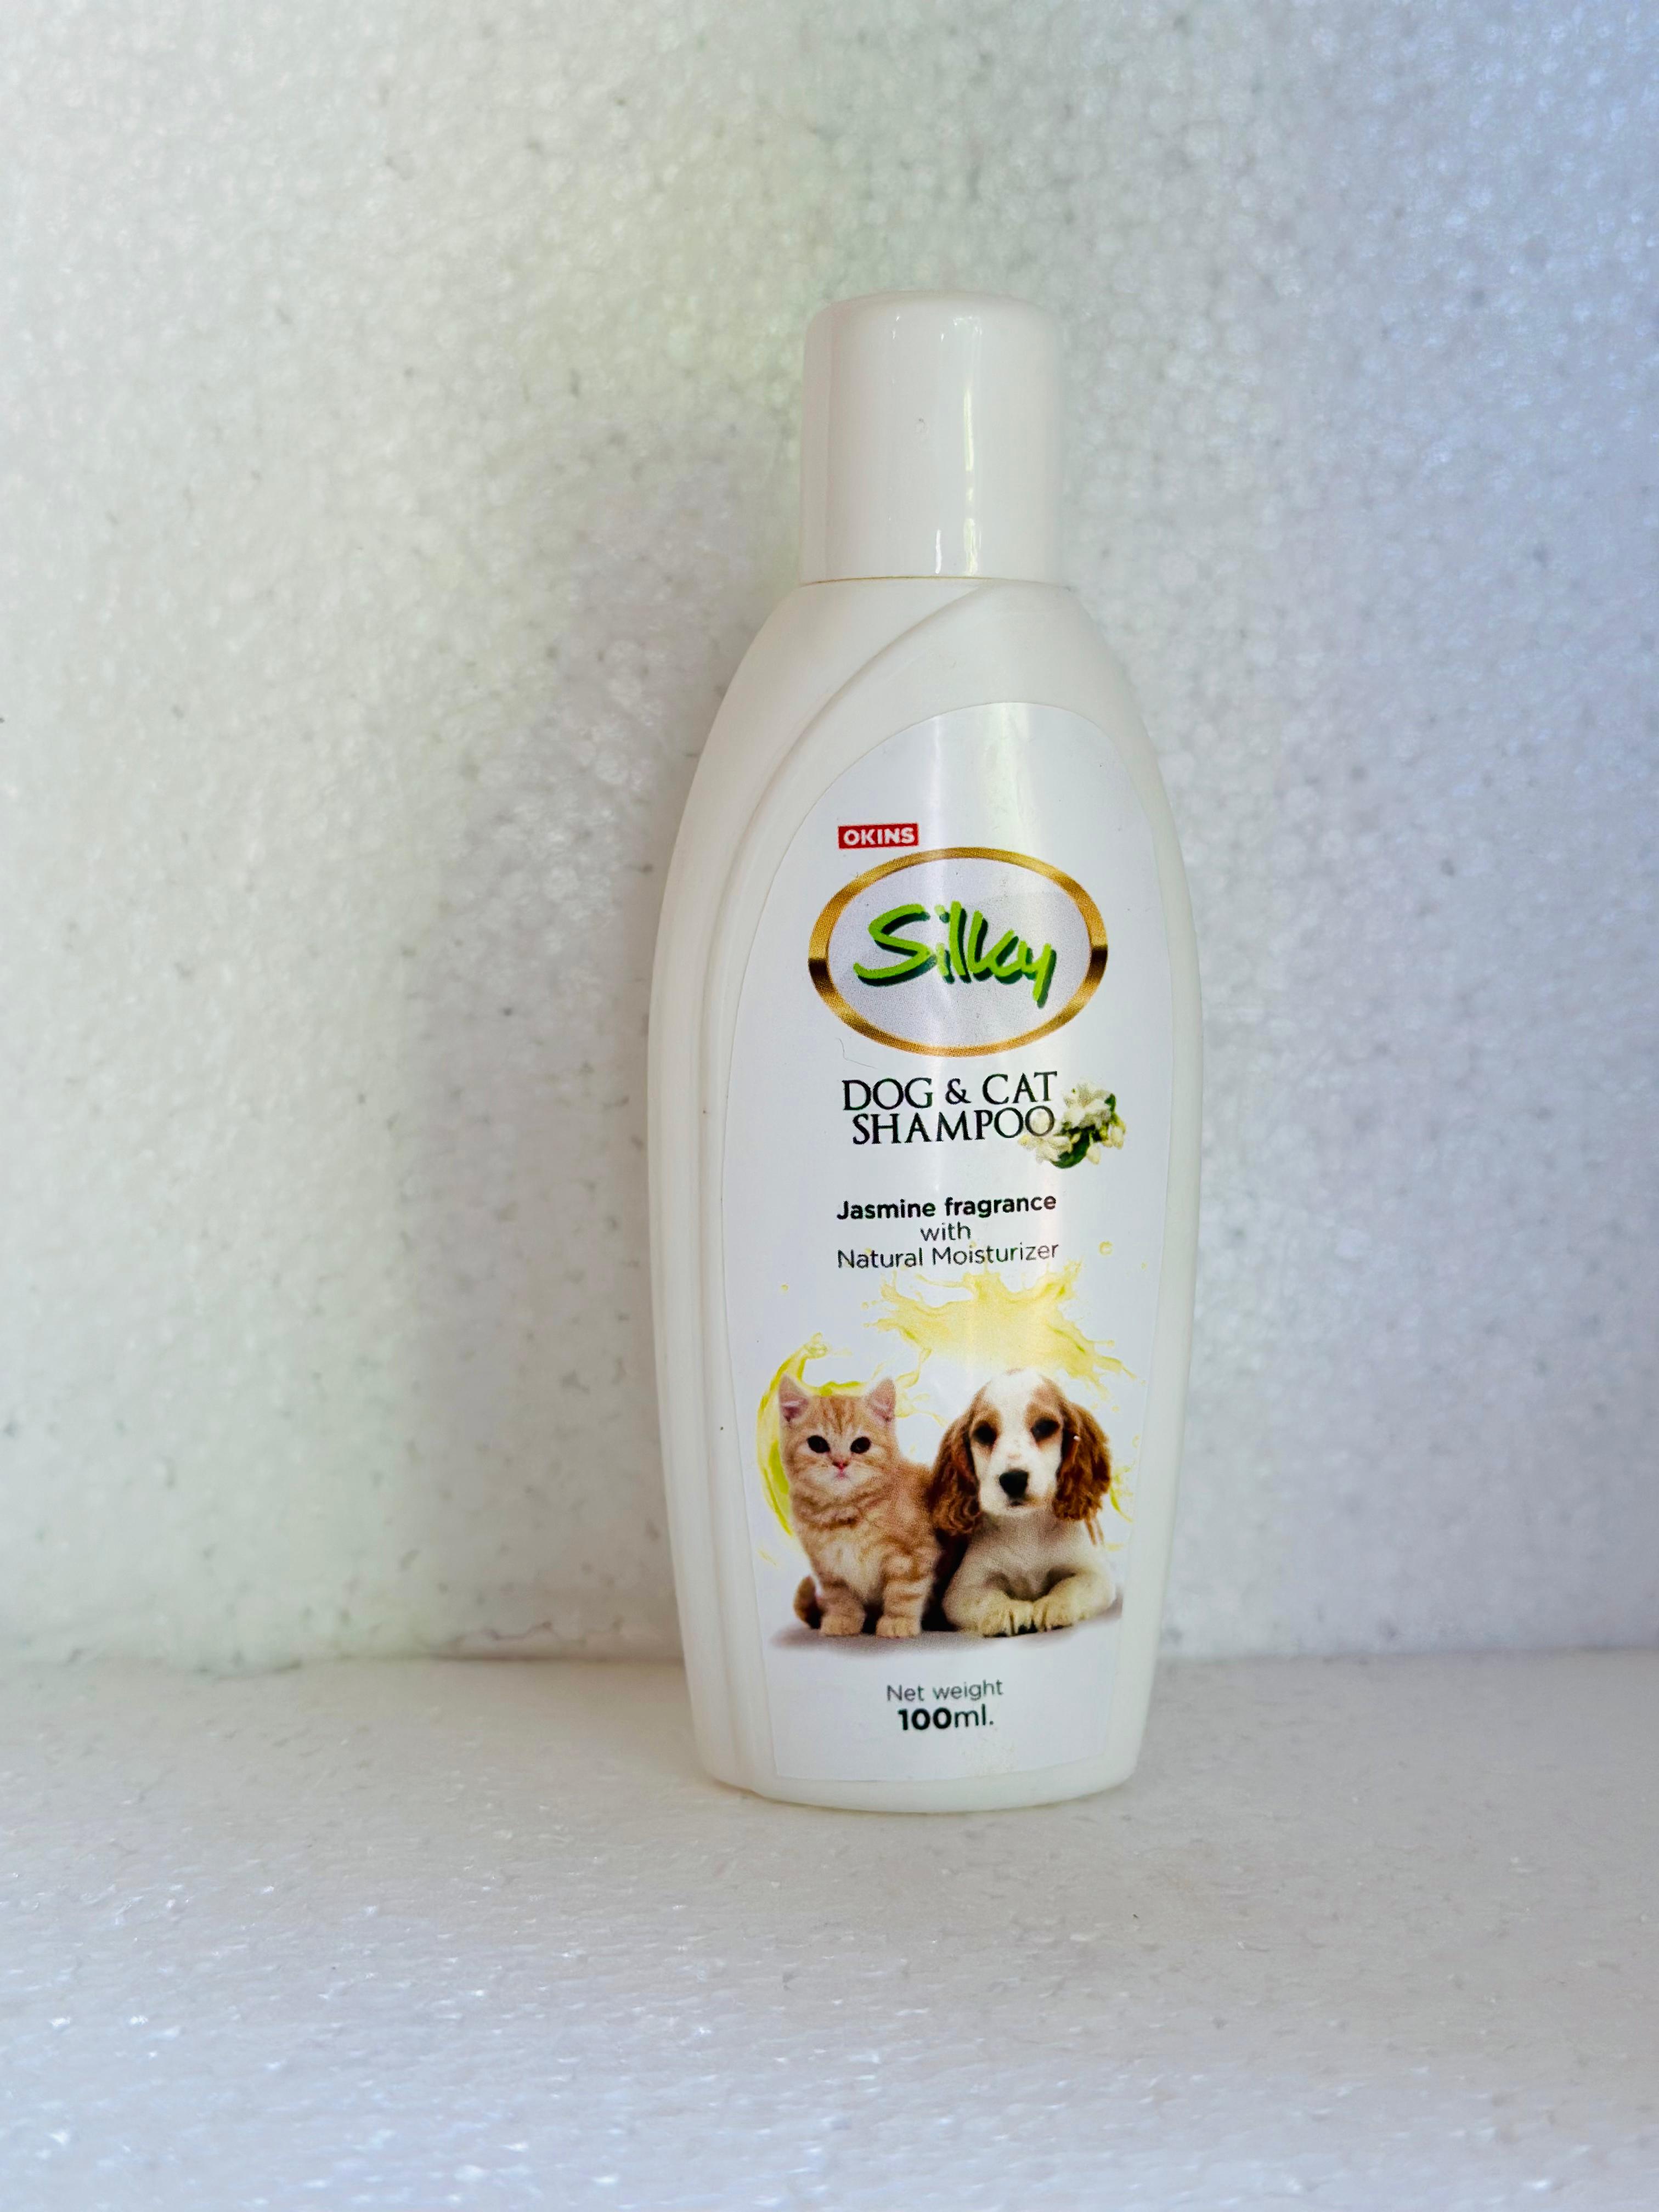 OKINS
Silky
DOG & CAT
SHAMPOO
Jasmine fragrance
with
Natural Moisturizer
Net weight
100ml.